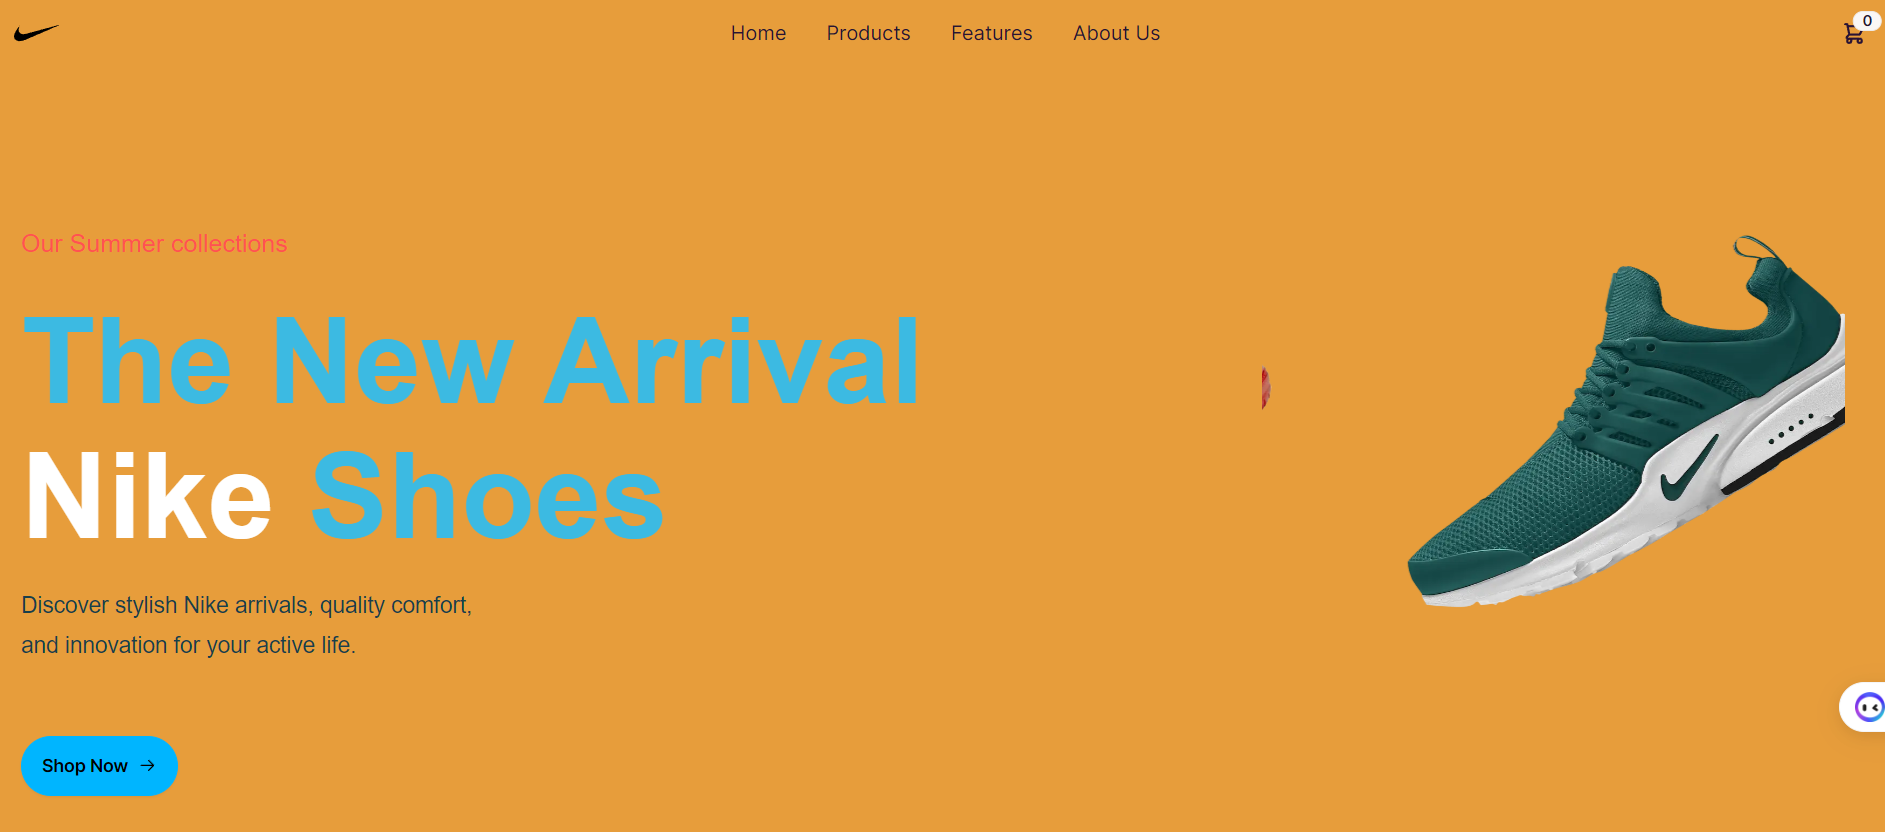 Home Products Features About Us
0
Our Summer collections
The New Arrival
Nike Shoes
Discover stylish Nike arrivals, quality comfort,
and innovation for your active life.
Shop Now →